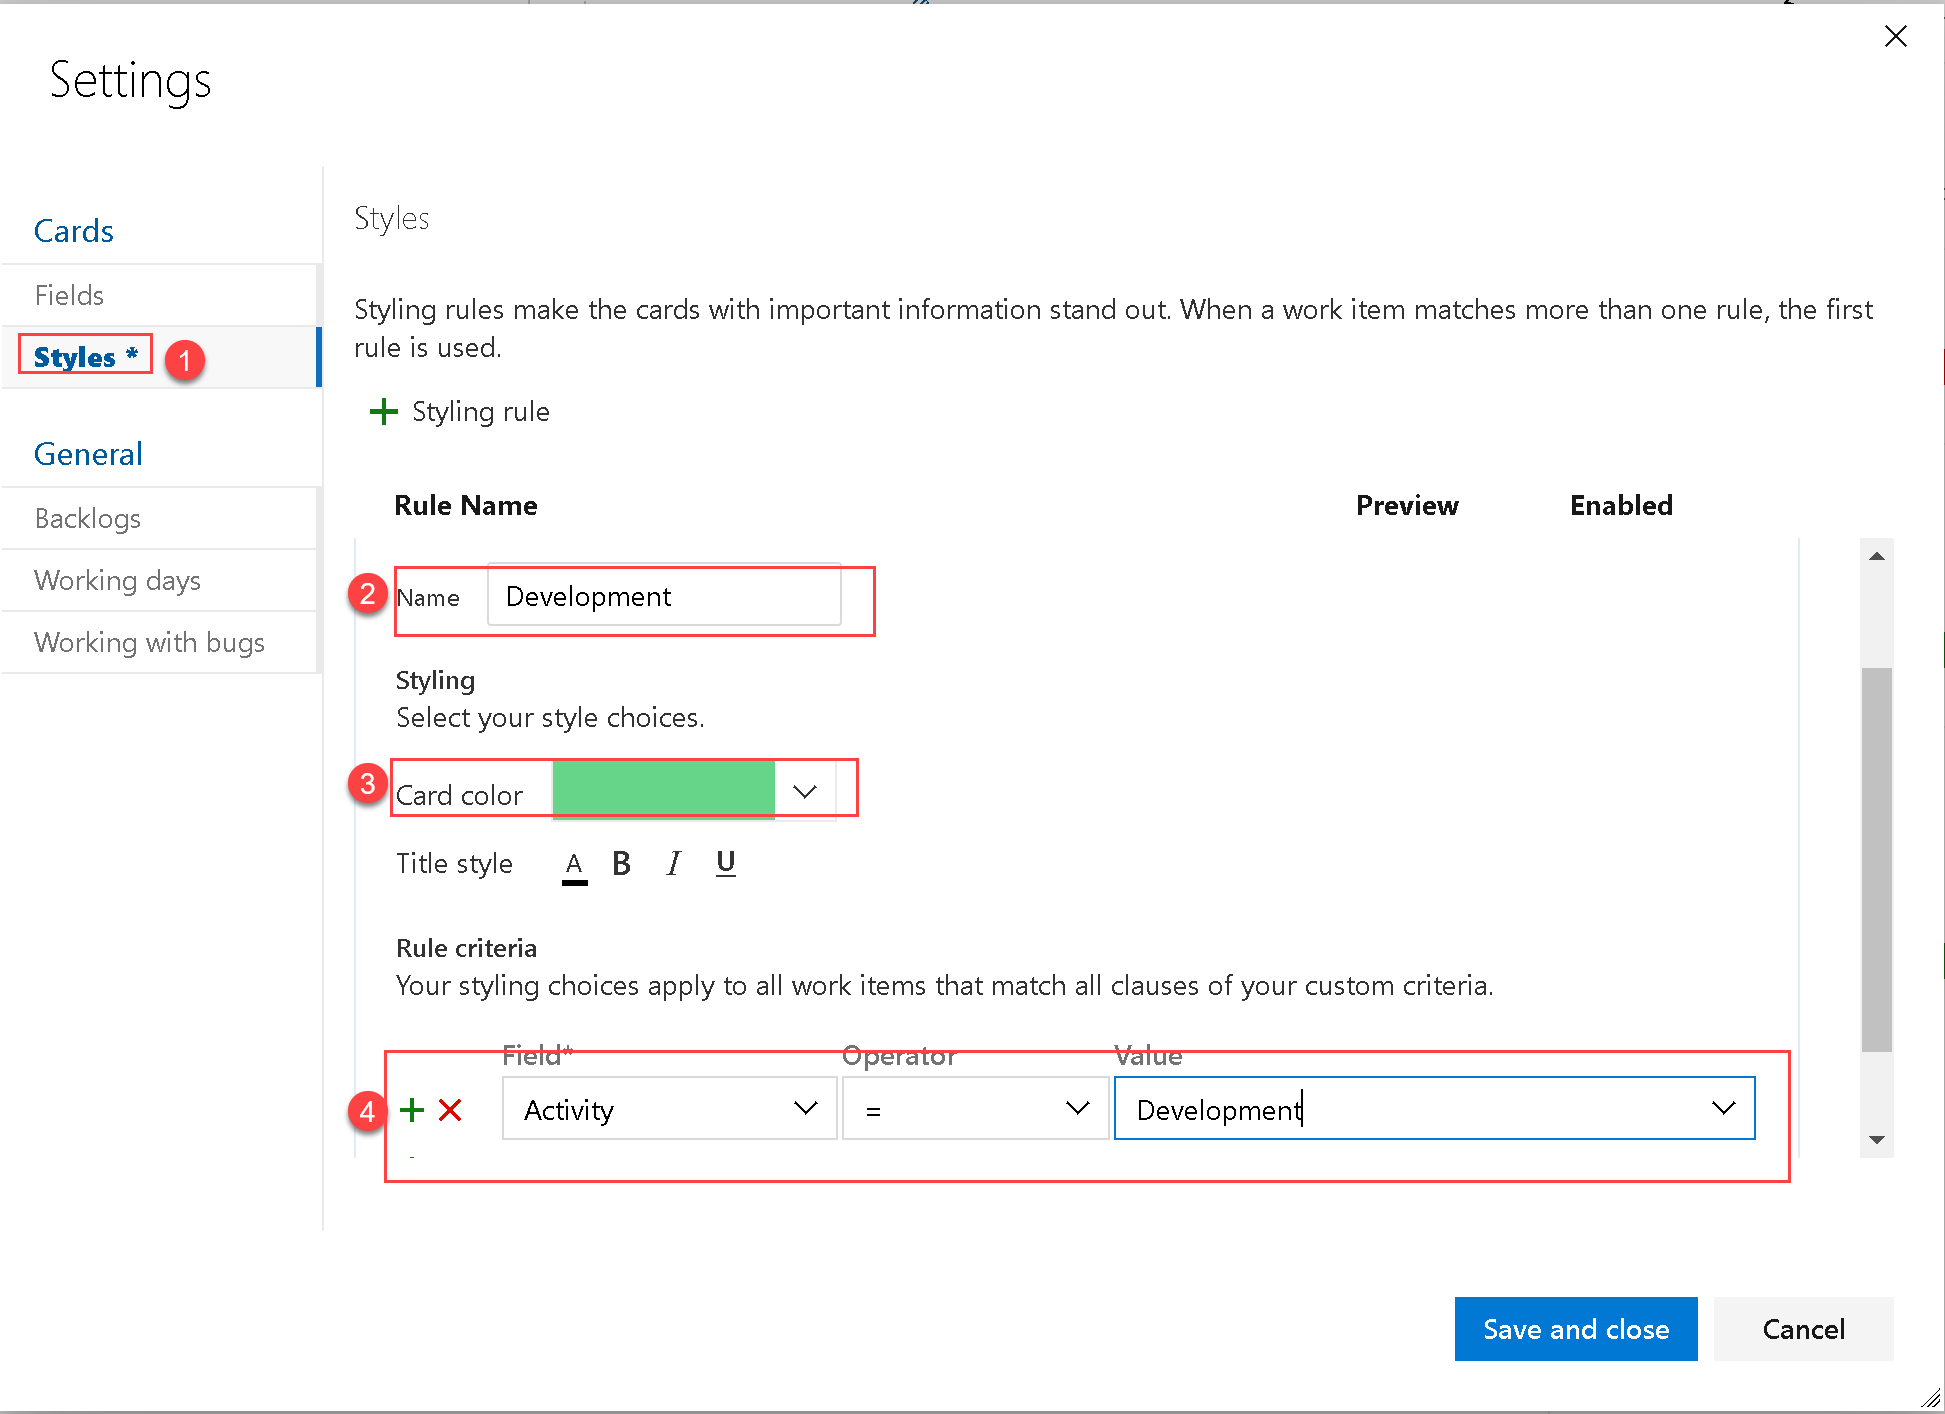 Settings
Cards
Fields
Styles *
1
General
Backlogs
Working days
Working with bugs
Styles
Styling rules make the cards with important information stand out. When a work item matches more than one rule, the first
rule is used.
+ Styling rule
Rule Name Preview Enabled
2 Name Development
Styling
Select your style choices.
3 Card color
Title style A B I U
Rule criteria
Your styling choices apply to all work items that match all clauses of your custom criteria.
Field* Operator Value
4 Activity = Development
Save and close Cancel